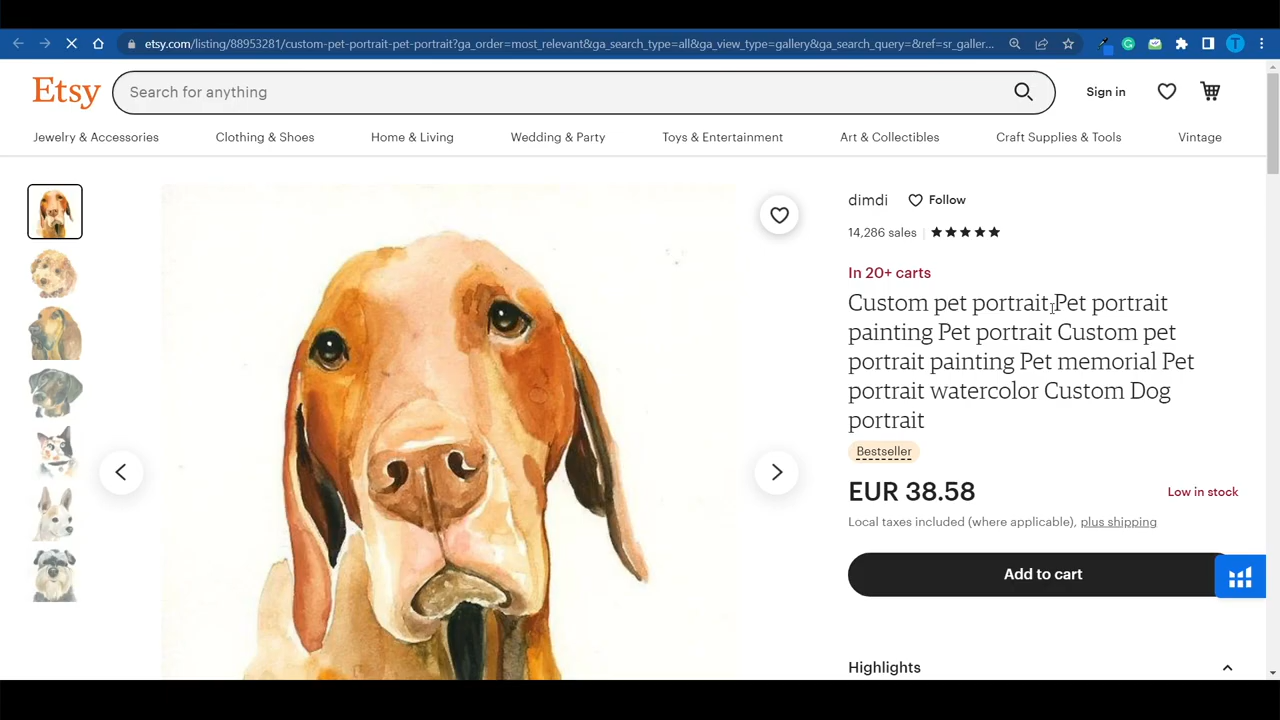 etsy.com/listing/88953281/custom-pet-portrait-pet-portrait?ga_order=most_relevant&ga_search_type=all&ga_view_type=gallery&ga_search_query=&ref=sr_galler...
T
Etsy
Search for anything
Sign in
Jewelry & Accessories Clothing & Shoes Home & Living Wedding & Party Toys & Entertainment Art & Collectibles Craft Supplies & Tools Vintage
dimdi Follow
14,286 sales
In 20+ carts
Custom pet portrait Pet portrait
painting Pet portrait Custom pet
portrait painting Pet memorial Pet
portrait watercolor Custom Dog
portrait
Bestseller
EUR 38.58 Low in stock
Local taxes included (where applicable), plus shipping
Add to cart
Highlights